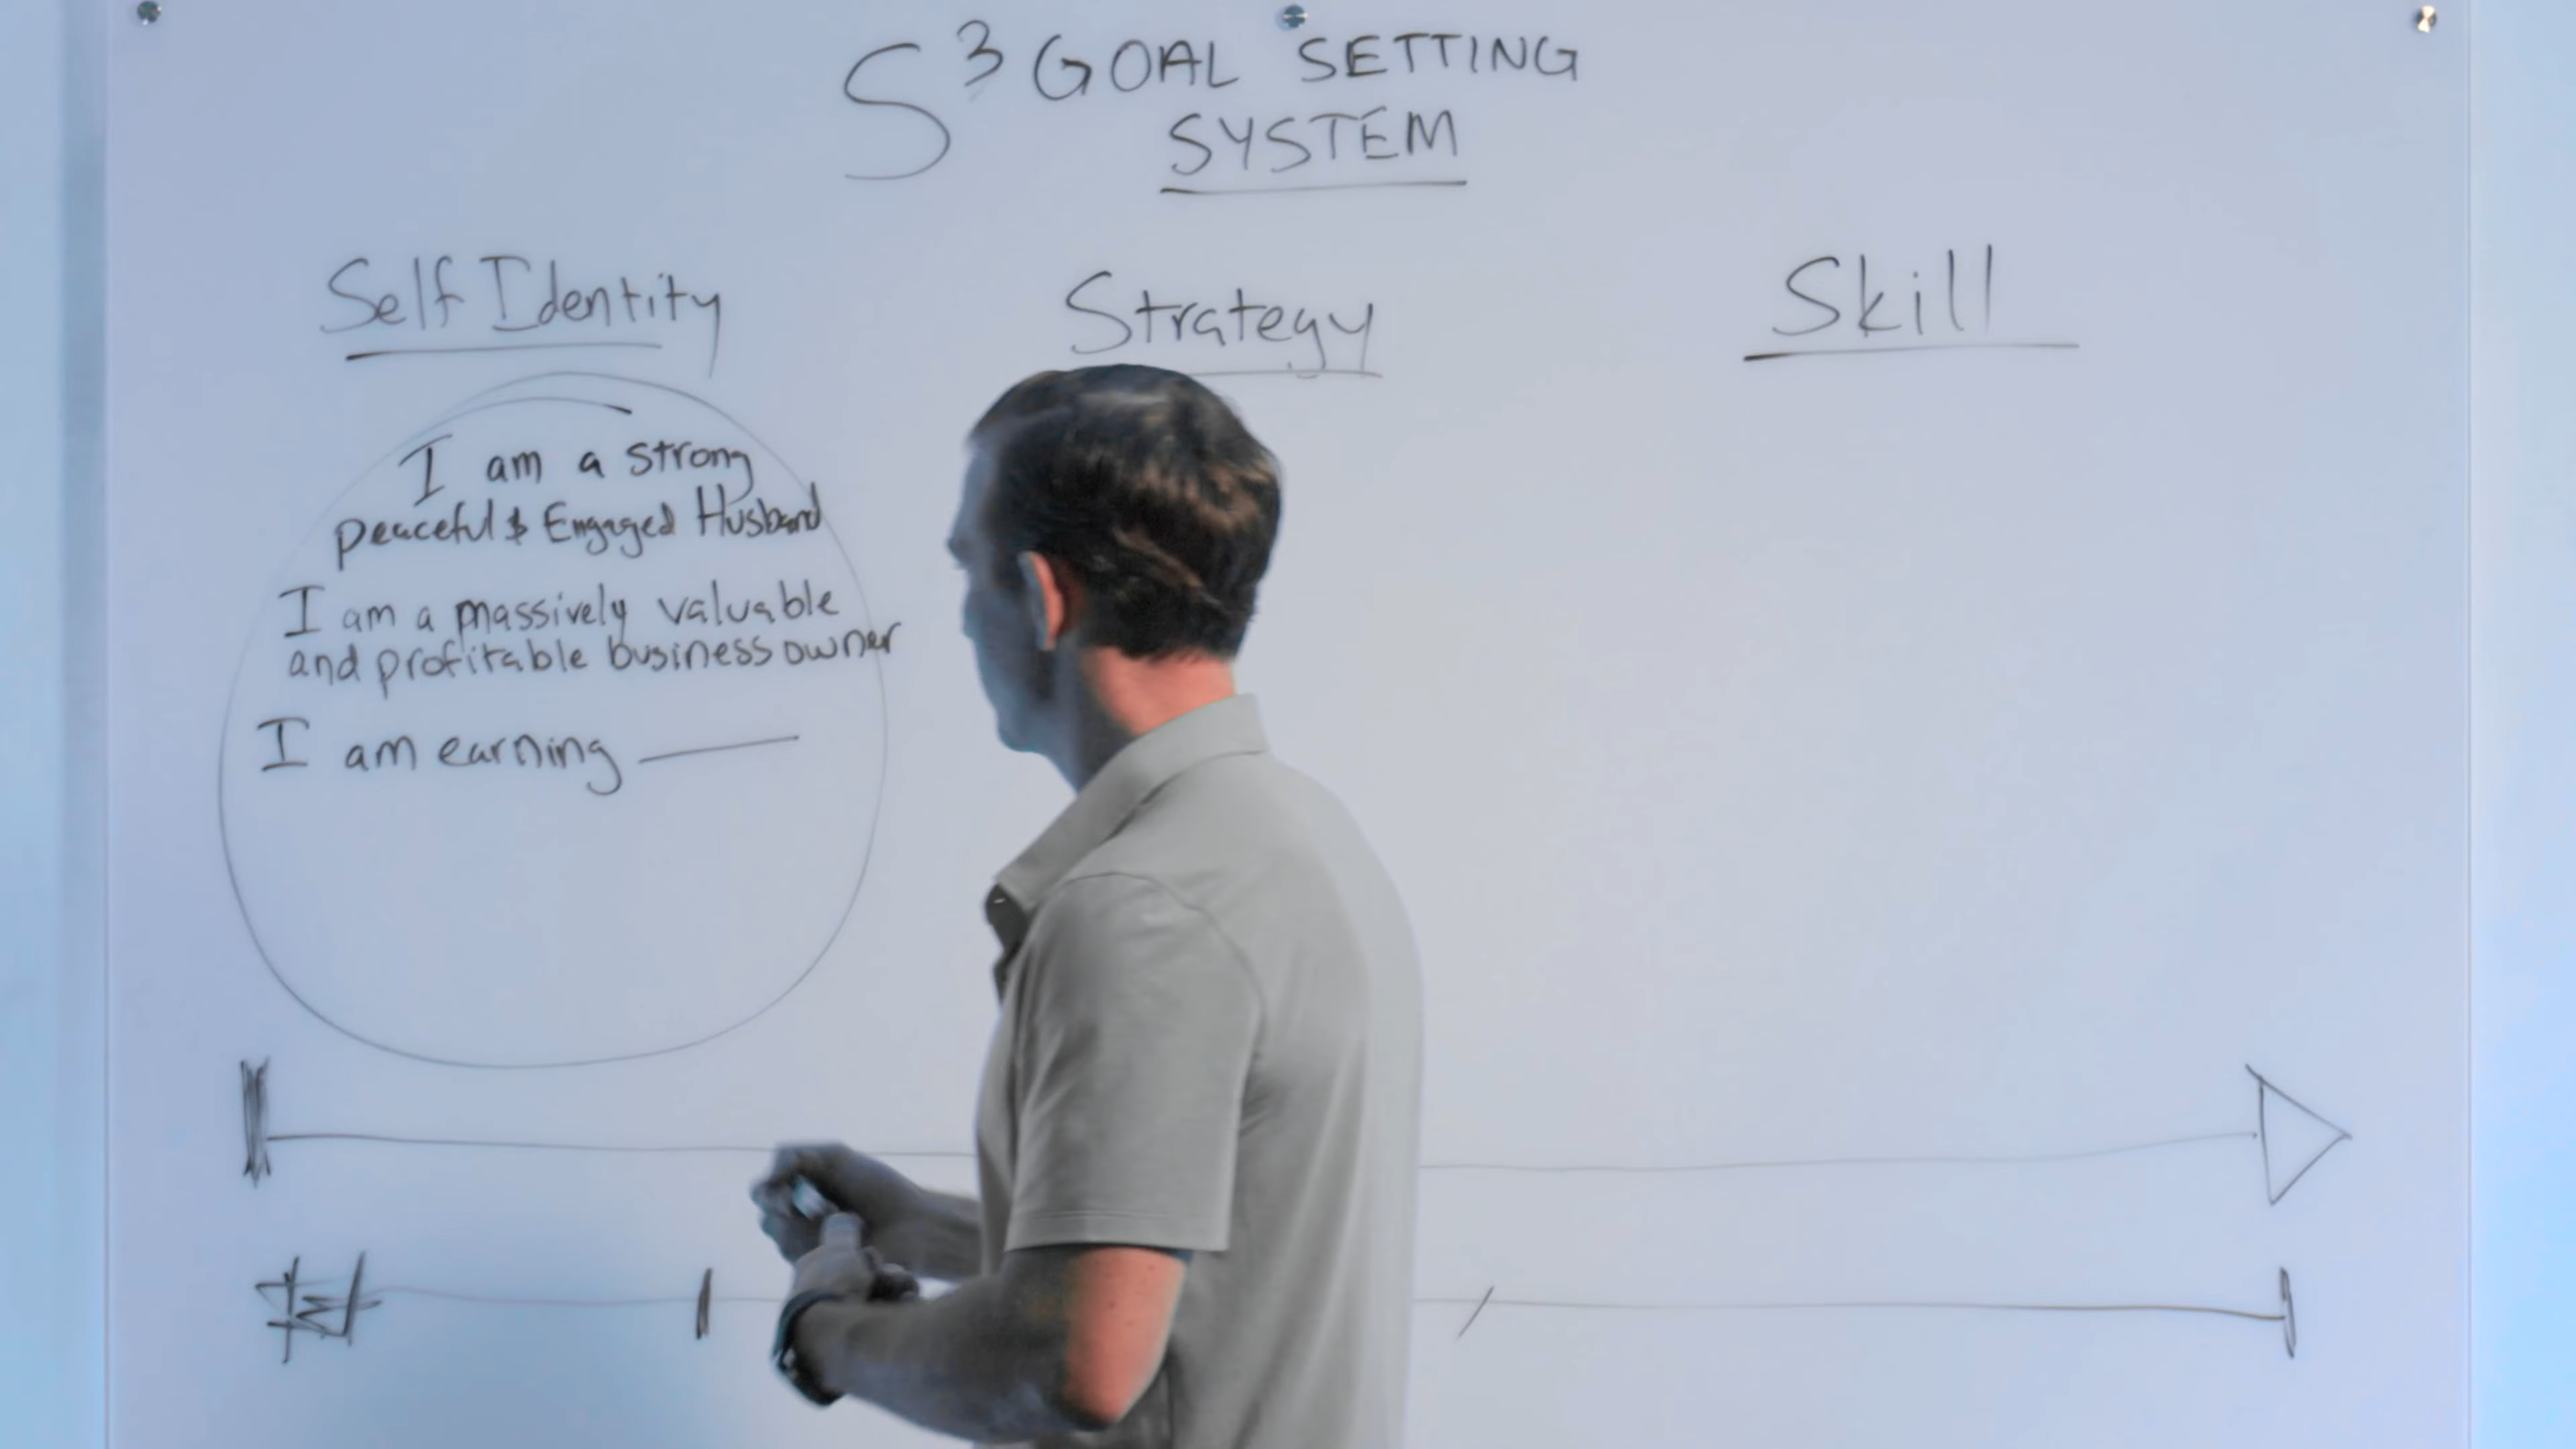 S³ GOAL SETTING
SYSTEM
Self Identity
Strategy
Skill
I am a strong
peaceful & Engaged Husband
I am a massively valuable
and profitable business owner
I am earning ______